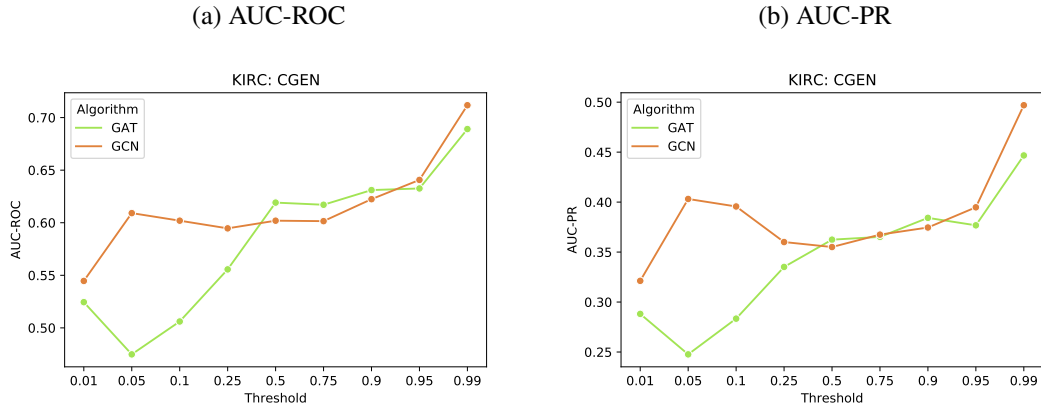 (a) AUC-ROC
KIRC: CGEN
Algorithm
GAT
GCN
0.70
0.65
0.60
0.55
0.50
AUC-ROC
0.01 0.05 0.1 0.25 0.5 0.75 0.9 0.95 0.99
Threshold
(b) AUC-PR
KIRC: CGEN
Algorithm
GAT
GCN
0.50
0.45
0.40
0.35
0.30
0.25
AUC-PR
0.01 0.05 0.1 0.25 0.5 0.75 0.9 0.95 0.99
Threshold